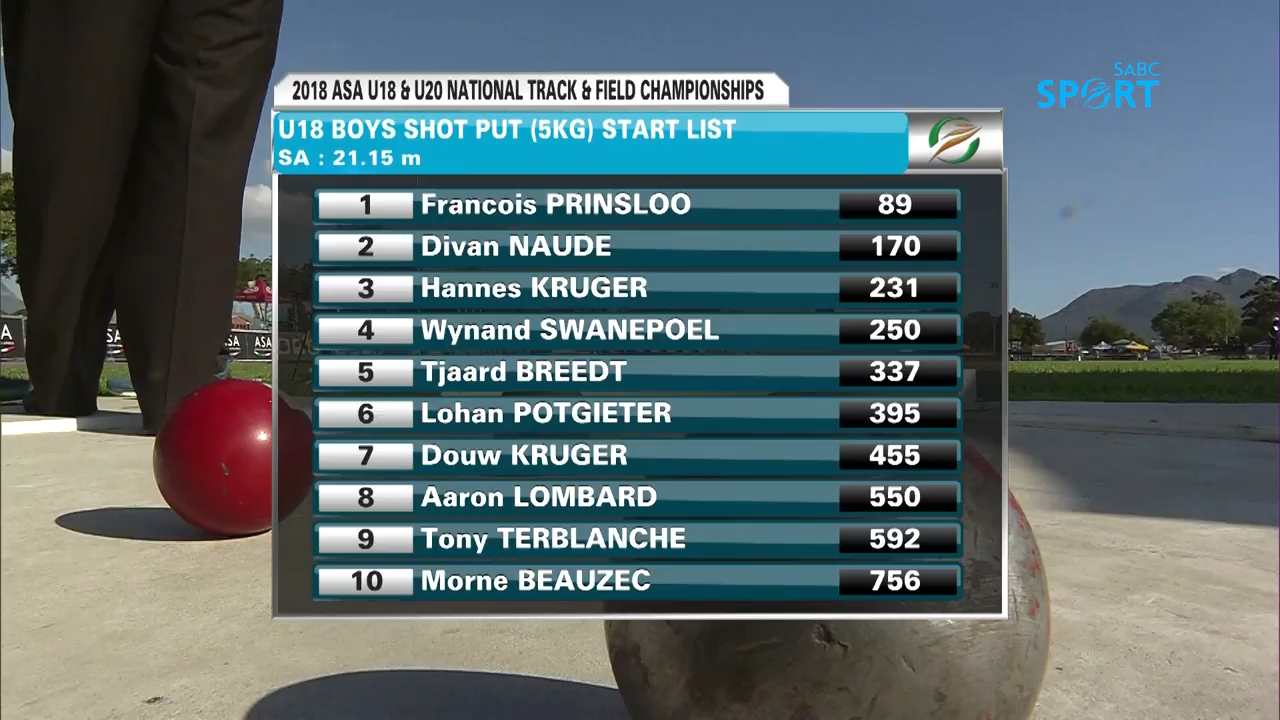 SABC
SPORT
2018 ASA U18 & U20 NATIONAL TRACK & FIELD CHAMPIONSHIPS
U18 BOYS SHOT PUT (5KG) START LIST
SA : 21.15 m
1 Francois PRINSLOO 89
2 Divan NAUDE 170
3 Hannes KRUGER 231
4 Wynand SWANEPOEL 250
5 Tjaard BREEDT 337
6 Lohan POTGIETER 395
7 Douw KRUGER 455
8 Aaron LOMBARD 550
9 Tony TERBLANCHE 592
10 Morne BEAUZEC 756
ASA